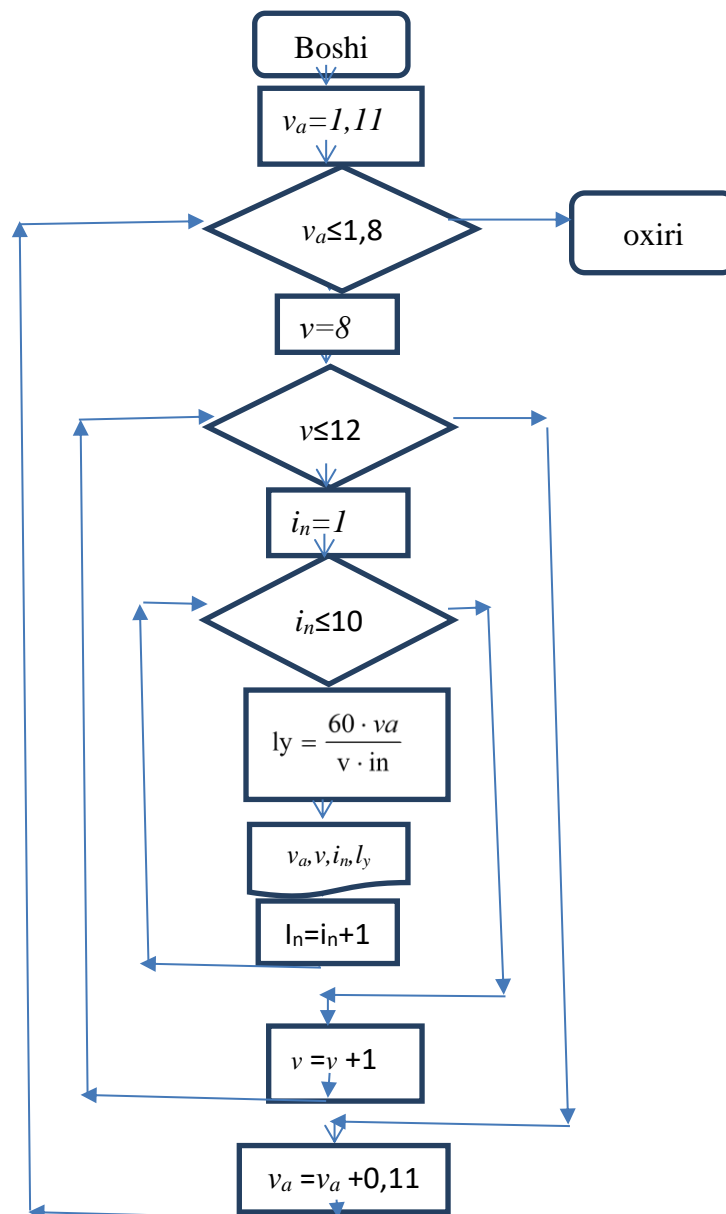 Boshi
vₐ=1,11
vₐ≤1,8
oxiri
v=8
v≤12
iₙ=1
iₙ≤10
ly = 60 · va / v · in
vₐ,v,iₙ,l_y
Iₙ=iₙ+1
v =v +1
vₐ =vₐ +0,11